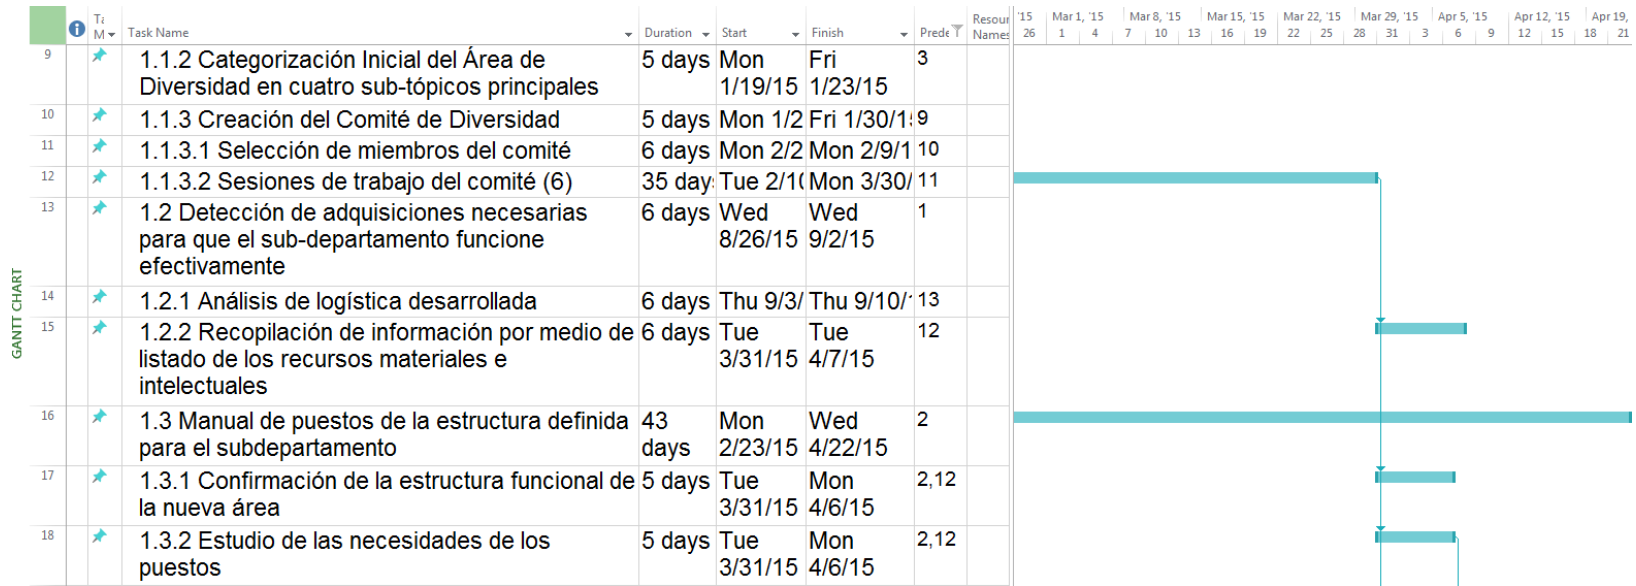 Ta
M
Task Name
Duration
Start
Finish
Prede
Resour
Names
'15
Mar 1, '15
Mar 8, '15
Mar 15, '15
Mar 22, '15
Mar 29, '15
Apr 5, '15
Apr 12, '15
Apr 19,
26 1 4 7 10 13 16 19 22 25 28 31 3 6 9 12 15 18 21
GANTT CHART
9 1.1.2 Categorización Inicial del Área de 5 days Mon Fri 3
Diversidad en cuatro sub-tópicos principales 1/19/15 1/23/15
10 1.1.3 Creación del Comité de Diversidad 5 days Mon 1/2 Fri 1/30/1 9
11 1.1.3.1 Selección de miembros del comité 6 days Mon 2/2 Mon 2/9/1 10
12 1.1.3.2 Sesiones de trabajo del comité (6) 35 day Tue 2/1 Mon 3/30/ 11
13 1.2 Detección de adquisiciones necesarias 6 days Wed Wed 1
para que el sub-departamento funcione 8/26/15 9/2/15
efectivamente
14 1.2.1 Análisis de logística desarrollada 6 days Thu 9/3/ Thu 9/10/ 13
15 1.2.2 Recopilación de información por medio de 6 days Tue Tue 12
listado de los recursos materiales e 3/31/15 4/7/15
intelectuales
16 1.3 Manual de puestos de la estructura definida 43 Mon Wed 2
para el subdepartamento days 2/23/15 4/22/15
17 1.3.1 Confirmación de la estructura funcional de 5 days Tue Mon 2,12
la nueva área 3/31/15 4/6/15
18 1.3.2 Estudio de las necesidades de los 5 days Tue Mon 2,12
puestos 3/31/15 4/6/15